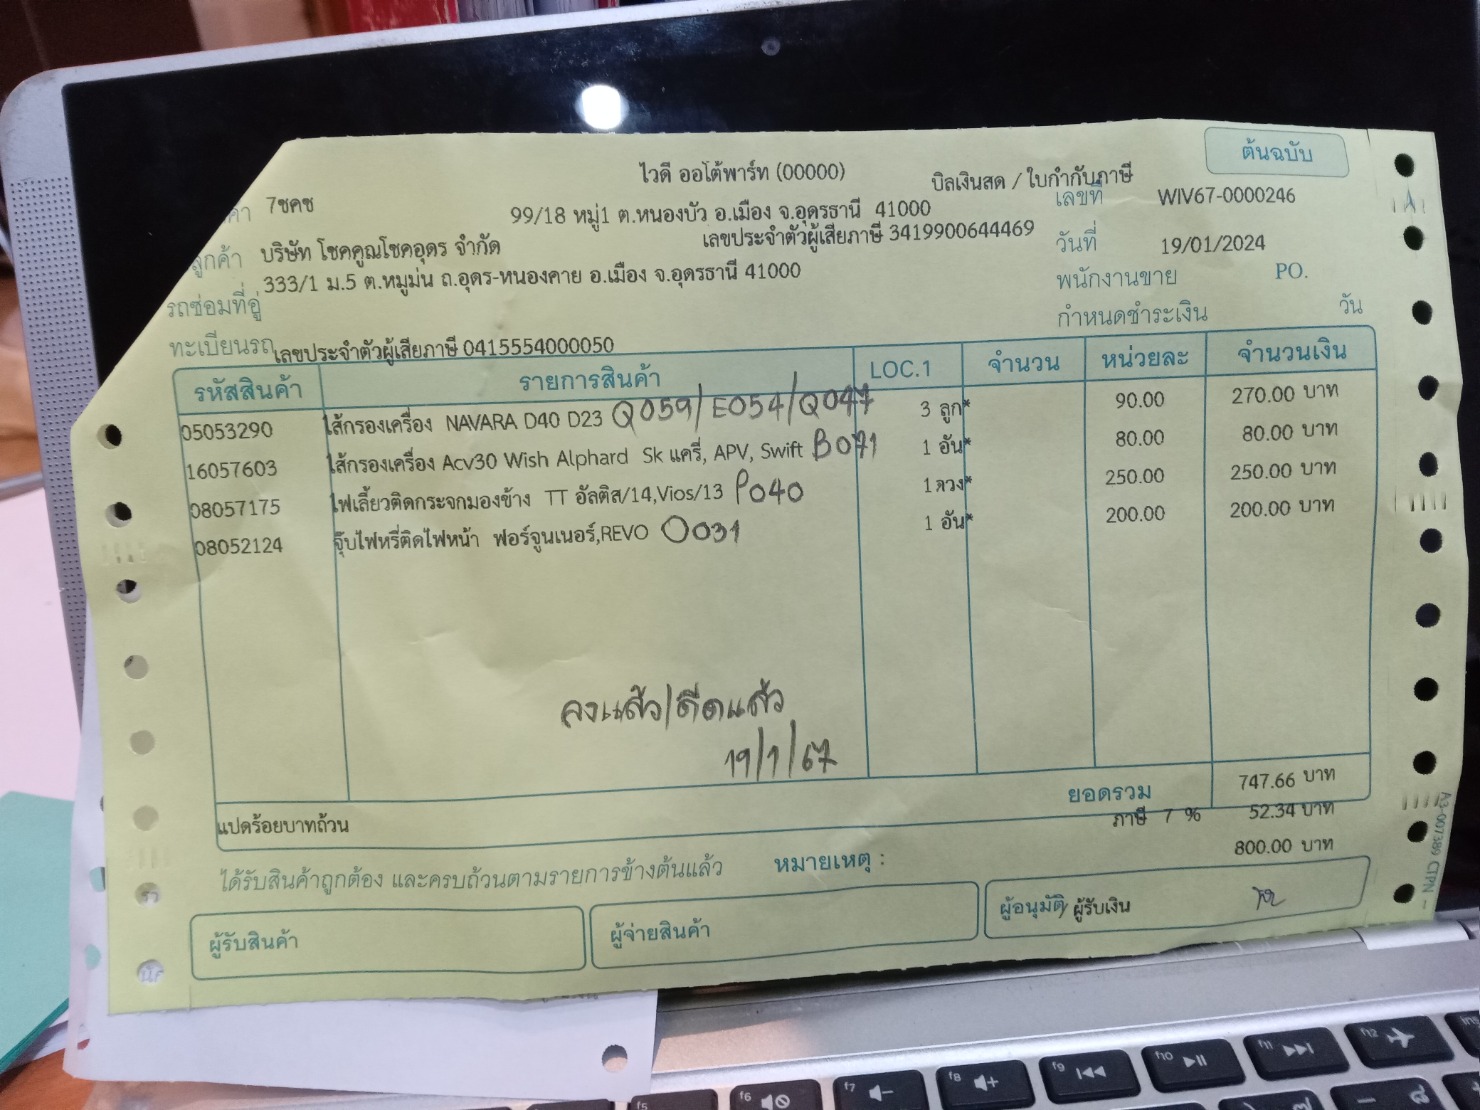 ต้นฉบับ
ไวดี ออโต้พาร์ท (00000)
บิลเงินสด / ใบกำกับภาษี
7ชคช
99/18 หมู่1 ต.หนองบัว อ.เมือง จ.อุดรธานี 41000
เลขที่ WIV67-0000246
ลูกค้า บริษัท โชคคูณโชคอุดร จำกัด
เลขประจำตัวผู้เสียภาษี 3419900644469
วันที่ 19/01/2024
333/1 ม.5 ต.หมูม่น ถ.อุดร-หนองคาย อ.เมือง จ.อุดรธานี 41000
พนักงานขาย PO.
รถซ่อมที่อู่
กำหนดชำระเงิน วัน
ทะเบียนรถ เลขประจำตัวผู้เสียภาษี 0415554000050
รหัสสินค้า รายการสินค้า LOC.1 จำนวน หน่วยละ จำนวนเงิน
05053290 ไส้กรองเครื่อง NAVARA D40 D23 Q059/E054/Q047 3 ลูก* 90.00 270.00 บาท
16057603 ไส้กรองเครื่อง Acv30 Wish Alphard Sk แครี่, APV, Swift B071 1 อัน* 80.00 80.00 บาท
08057175 ไฟเลี้ยวติดกระจกมองข้าง TT อัลติส/14,Vios/13 P040 1 ดวง* 250.00 250.00 บาท
08052124 จุ๊บไฟหรี่ติดไฟหน้า ฟอร์จูนเนอร์,REVO O031 1 อัน* 200.00 200.00 บาท
ลงแล้ว/ตีดแล้ว
19/1/67
ยอดรวม 747.66 บาท
แปดร้อยบาทถ้วน
ภาษี 7 % 52.34 บาท
800.00 บาท
ได้รับสินค้าถูกต้อง และครบถ้วนตามรายการข้างต้นแล้ว หมายเหตุ :
ผู้รับสินค้า ผู้จ่ายสินค้า ผู้อนุมัติ/ผู้รับเงิน
A3-007389 CTPN
f6 f7 f8 f9 f10 f11 f12